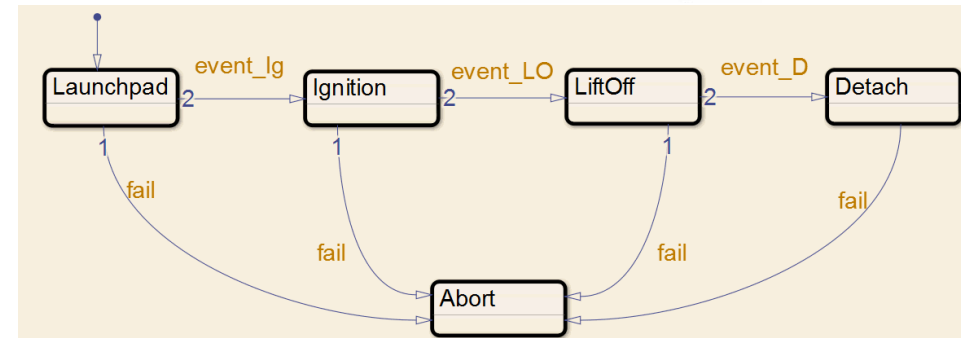 event_Ig
event_LO
event_D
Launchpad
2
Ignition
2
LiftOff
2
Detach
1
1
1
fail
fail
fail
fail
Abort